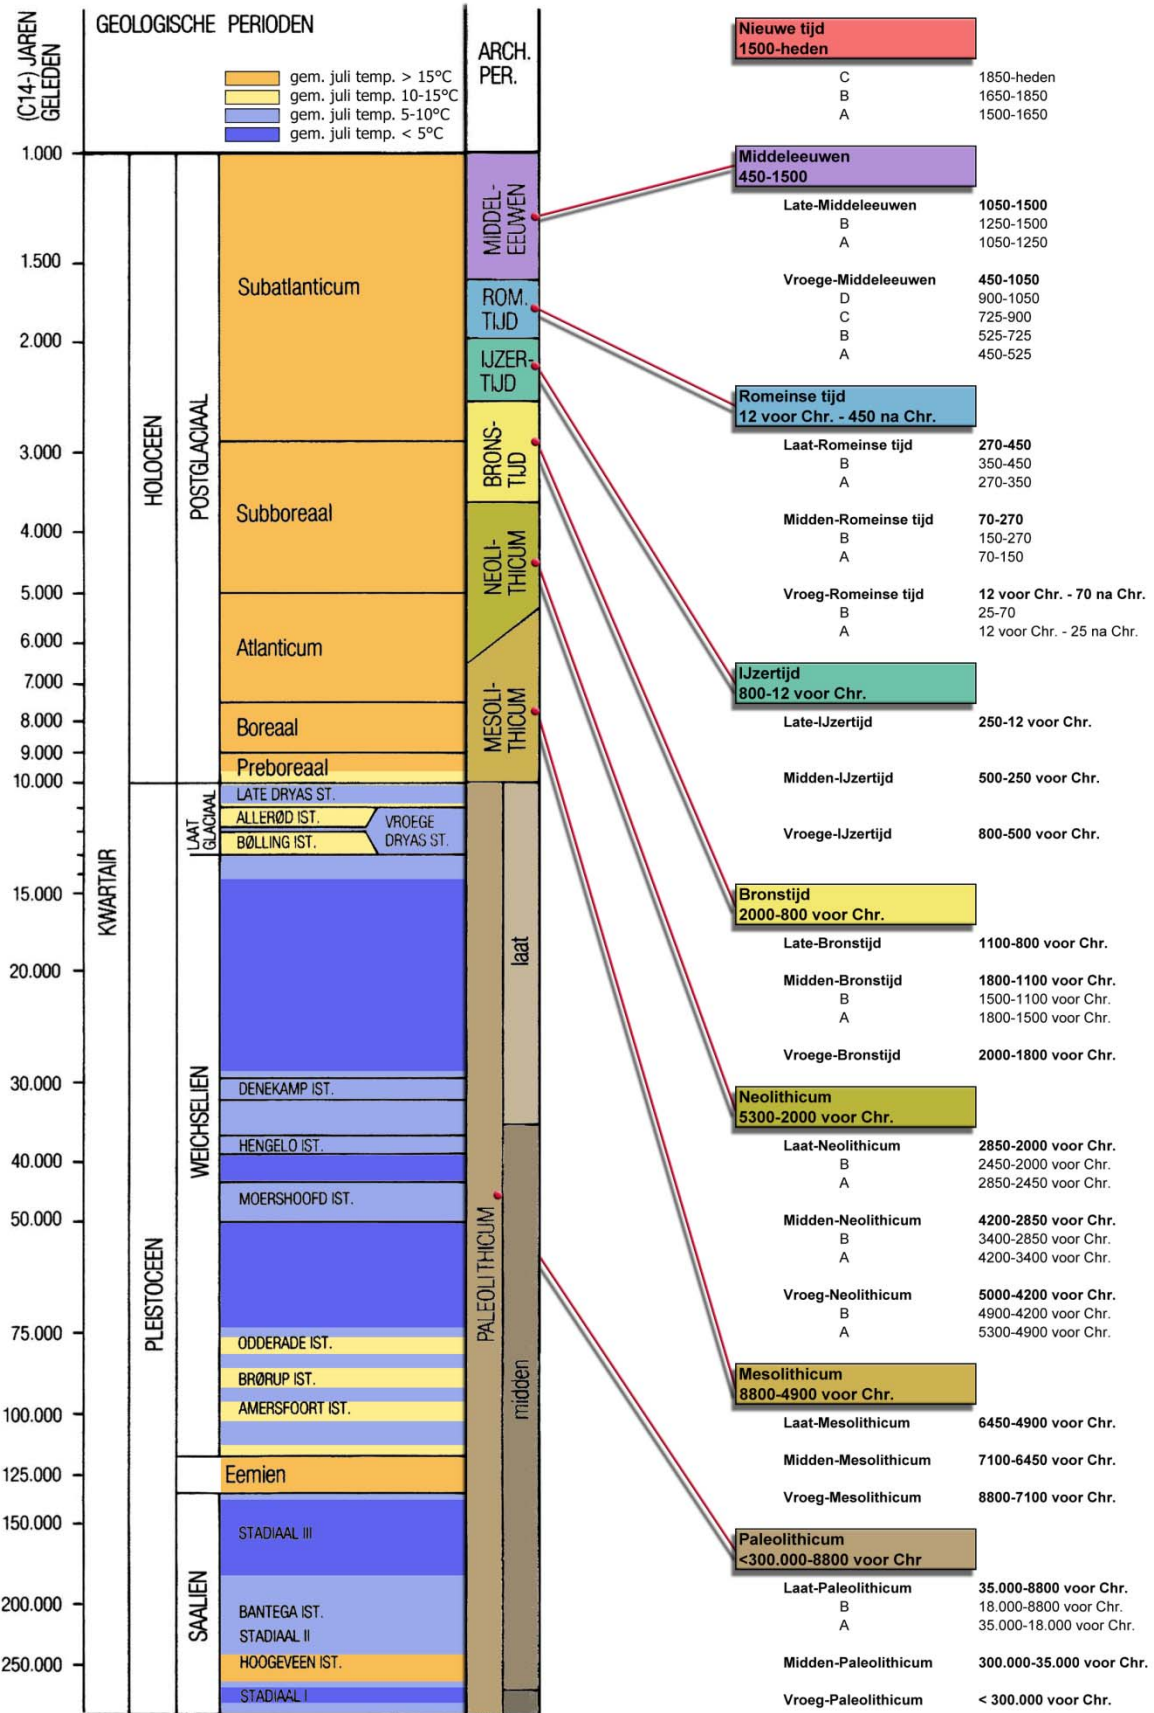 (C14-) JAREN
GELEDEN
GEOLOGISCHE PERIODEN
gem. juli temp. > 15°C
gem. juli temp. 10-15°C
gem. juli temp. 5-10°C
gem. juli temp. < 5°C
ARCH.
PER.
1.000
1.500
2.000
3.000
4.000
5.000
6.000
7.000
8.000
9.000
10.000
15.000
20.000
30.000
40.000
50.000
75.000
100.000
125.000
150.000
200.000
250.000
KWARTAIR
HOLOCEEN
PLEISTOCEEN
POSTGLACIAAL
LAAT
GLACIAAL
WEICHSELIEN
SAALIEN
Subatlanticum
Subboreaal
Atlanticum
Boreaal
Preboreaal
LATE DRYAS ST.
ALLERØD IST.
VROEGE
DRYAS ST.
BØLLING IST.
DENEKAMP IST.
HENGELO IST.
MOERSHOOFD IST.
ODDERADE IST.
BRØRUP IST.
AMERSFOORT IST.
Eemien
STADIAAL III
BANTEGA IST.
STADIAAL II
HOOGEVEEN IST.
STADIAAL I
MIDDEL-
EEUWEN
ROM.
TIJD
IJZER-
TIJD
BRONS-
TIJD
NEOLI-
THICUM
MESOLI-
THICUM
PALEOLITHICUM
laat
midden
Nieuwe tijd
1500-heden
C 1850-heden
B 1650-1850
A 1500-1650
Middeleeuwen
450-1500
Late-Middeleeuwen 1050-1500
B 1250-1500
A 1050-1250
Vroege-Middeleeuwen 450-1050
D 900-1050
C 725-900
B 525-725
A 450-525
Romeinse tijd
12 voor Chr. - 450 na Chr.
Laat-Romeinse tijd 270-450
B 350-450
A 270-350
Midden-Romeinse tijd 70-270
B 150-270
A 70-150
Vroeg-Romeinse tijd 12 voor Chr. - 70 na Chr.
B 25-70
A 12 voor Chr. - 25 na Chr.
IJzertijd
800-12 voor Chr.
Late-IJzertijd 250-12 voor Chr.
Midden-IJzertijd 500-250 voor Chr.
Vroege-IJzertijd 800-500 voor Chr.
Bronstijd
2000-800 voor Chr.
Late-Bronstijd 1100-800 voor Chr.
Midden-Bronstijd 1800-1100 voor Chr.
B 1500-1100 voor Chr.
A 1800-1500 voor Chr.
Vroege-Bronstijd 2000-1800 voor Chr.
Neolithicum
5300-2000 voor Chr.
Laat-Neolithicum 2850-2000 voor Chr.
B 2450-2000 voor Chr.
A 2850-2450 voor Chr.
Midden-Neolithicum 4200-2850 voor Chr.
B 3400-2850 voor Chr.
A 4200-3400 voor Chr.
Vroeg-Neolithicum 5000-4200 voor Chr.
B 4900-4200 voor Chr.
A 5300-4900 voor Chr.
Mesolithicum
8800-4900 voor Chr.
Laat-Mesolithicum 6450-4900 voor Chr.
Midden-Mesolithicum 7100-6450 voor Chr.
Vroeg-Mesolithicum 8800-7100 voor Chr.
Paleolithicum
<300.000-8800 voor Chr
Laat-Paleolithicum 35.000-8800 voor Chr.
B 18.000-8800 voor Chr.
A 35.000-18.000 voor Chr.
Midden-Paleolithicum 300.000-35.000 voor Chr.
Vroeg-Paleolithicum < 300.000 voor Chr.